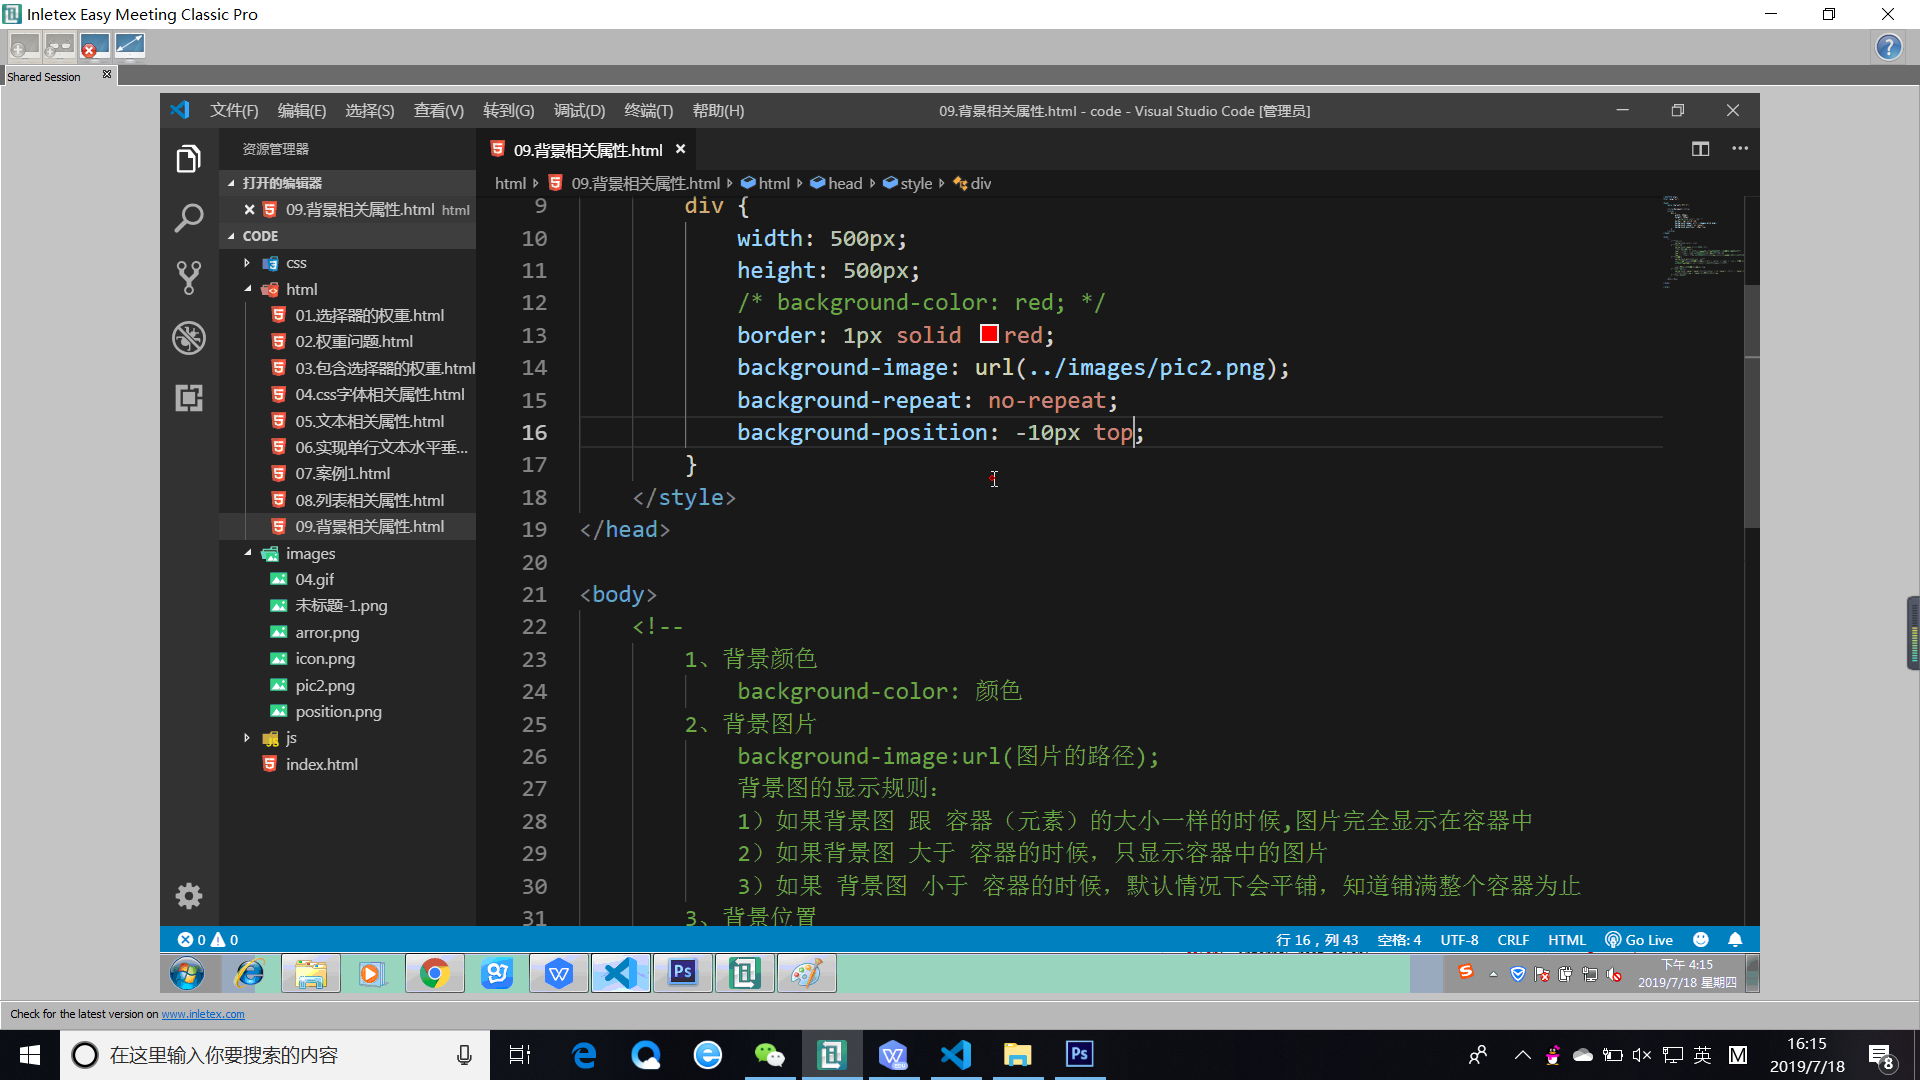 Inletex Easy Meeting Classic Pro
Shared Session
文件(F) 编辑(E) 选择(S) 查看(V) 转到(G) 调试(D) 终端(T) 帮助(H)
09.背景相关属性.html - code - Visual Studio Code [管理员]
资源管理器
09.背景相关属性.html
打开的编辑器
html 09.背景相关属性.html html head style div
09.背景相关属性.html html
CODE
css
html
01.选择器的权重.html
02.权重问题.html
03.包含选择器的权重.html
04.css字体相关属性.html
05.文本相关属性.html
06.实现单行文本水平垂...
07.案例1.html
08.列表相关属性.html
09.背景相关属性.html
images
04.gif
未标题-1.png
arror.png
icon.png
pic2.png
position.png
js
index.html
9 div {
10 width: 500px;
11 height: 500px;
12 /* background-color: red; */
13 border: 1px solid red;
14 background-image: url(../images/pic2.png);
15 background-repeat: no-repeat;
16 background-position: -10px top;
17 }
18 </style>
19 </head>
20
21 <body>
22 <!--
23 1、背景颜色
24 background-color: 颜色
25 2、背景图片
26 background-image:url(图片的路径);
27 背景图的显示规则：
28 1）如果背景图 跟 容器（元素）的大小一样的时候,图片完全显示在容器中
29 2）如果背景图 大于 容器的时候，只显示容器中的图片
30 3）如果 背景图 小于 容器的时候，默认情况下会平铺，知道铺满整个容器为止
31 3、背景位置
0 0
行 16，列 43 空格: 4 UTF-8 CRLF HTML Go Live
下午 4:15
2019/7/18 星期四
Check for the latest version on www.inletex.com
在这里输入你要搜索的内容
英
M
16:15
2019/7/18
8